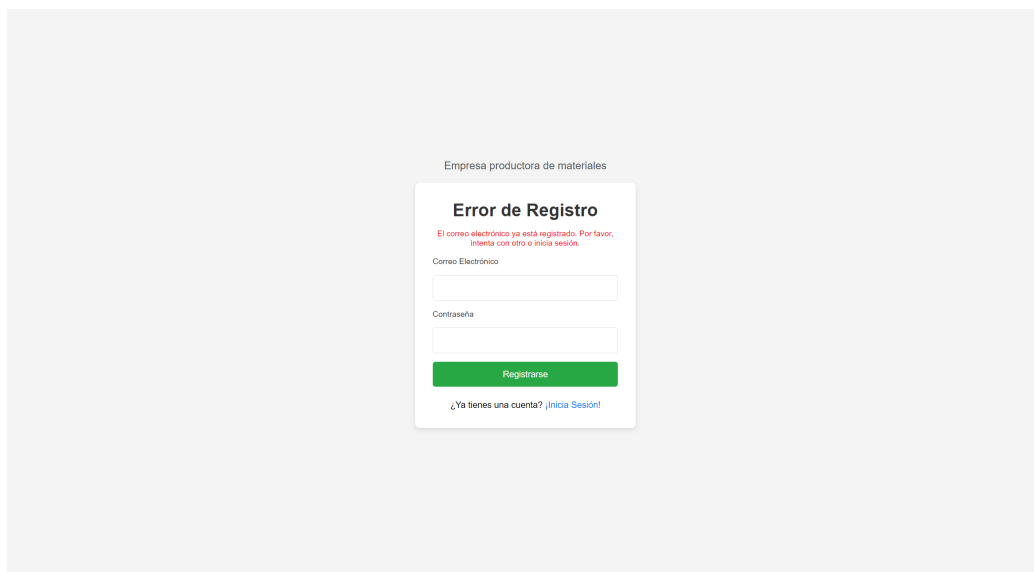 Empresa productora de materiales
Error de Registro
El correo electrónico ya está registrado. Por favor,
intenta con otro o inicia sesión.
Correo Electrónico
Contraseña
Registrarse
¿Ya tienes una cuenta? ¡Inicia Sesión!